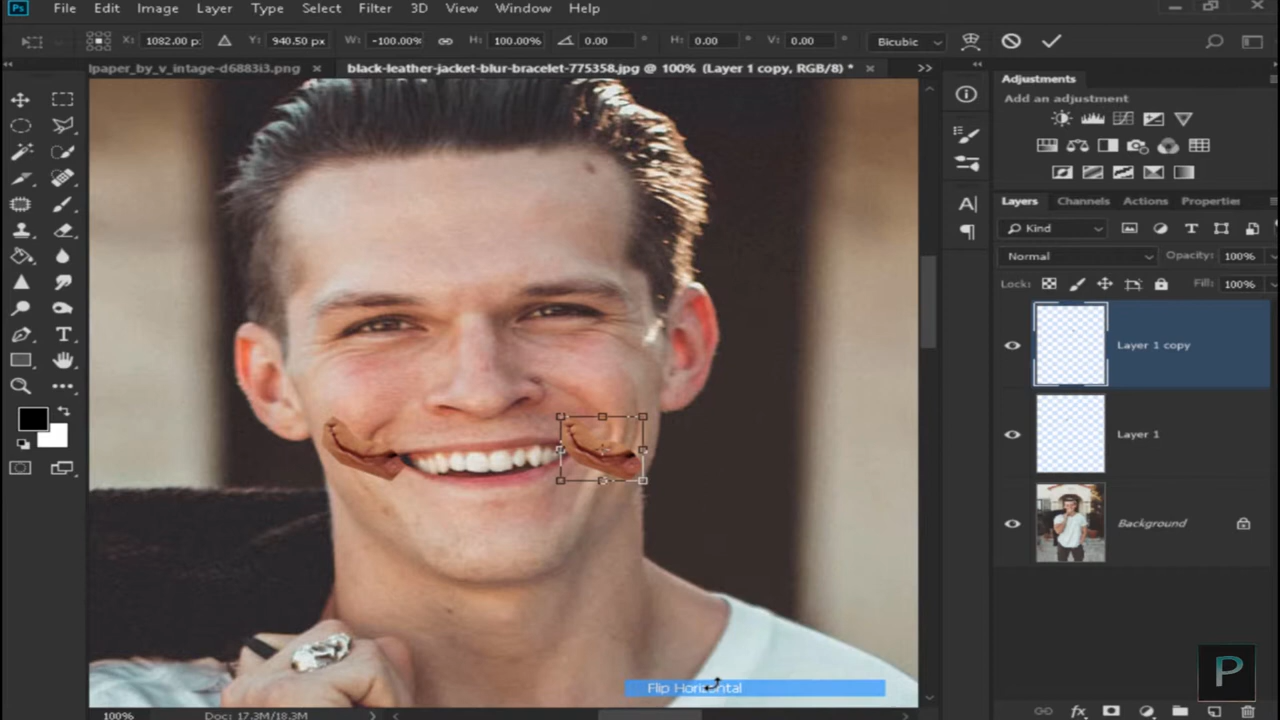 Ps File Edit Image Layer Type Select Filter 3D View Window Help
X: 1082.00 p: Y: 940.50 px W: -100.00% H: 100.00% 0.00 ° H: 0.00 ° V: 0.00 ° Bicubic
lpaper_by_v_intage-d6883i3.png × black-leather-jacket-blur-bracelet-775358.jpg @ 100% (Layer 1 copy, RGB/8) * ×
Adjustments
Add an adjustment
Layers Channels Actions Properties
Kind
Normal Opacity: 100%
Lock: Fill: 100%
Layer 1 copy
Layer 1
Background
Flip Horizontal
P
100% Doc: 17.3M/18.3M
fx